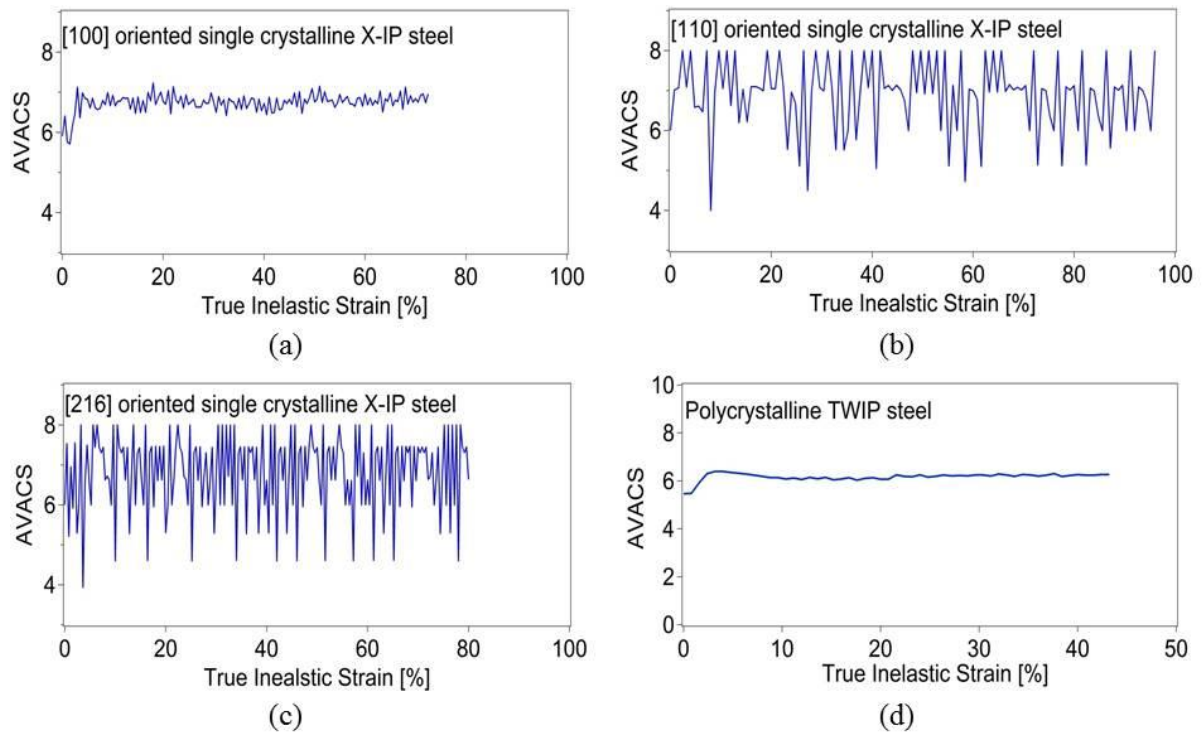 [100] oriented single crystalline X-IP steel
8
6
4
AVACS
0 20 40 60 80 100
True Inelastic Strain [%]
(a)
[110] oriented single crystalline X-IP steel
8
6
4
AVACS
0 20 40 60 80 100
True Inealstic Strain [%]
(b)
[216] oriented single crystalline X-IP steel
8
6
4
AVACS
0 20 40 60 80 100
True Inealstic Strain [%]
(c)
10
Polycrystalline TWIP steel
8
6
4
2
0
AVACS
0 10 20 30 40 50
True Inealstic Strain [%]
(d)